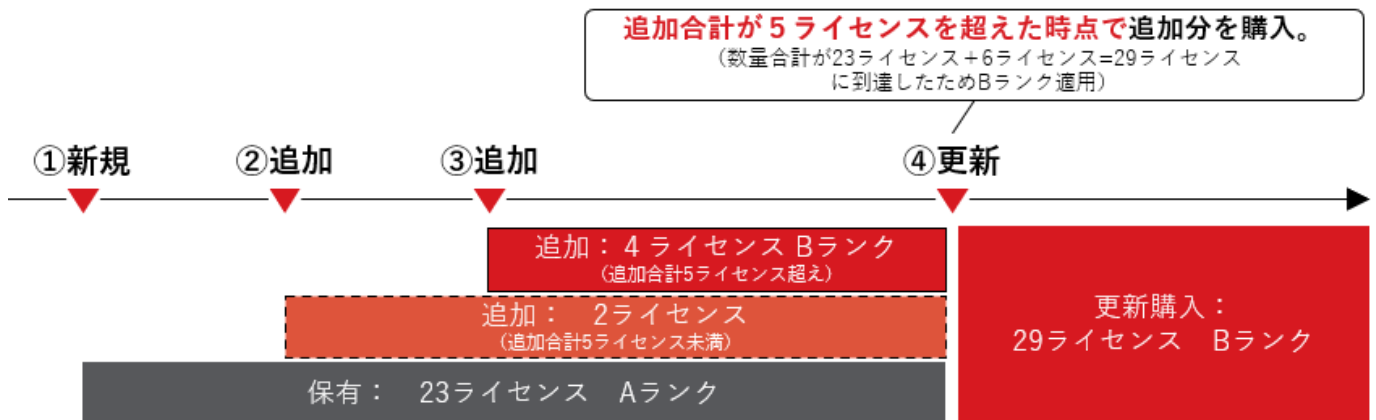 追加合計が5ライセンスを超えた時点で追加分を購入。
（数量合計が23ライセンス＋6ライセンス=29ライセンス
に到達したためBランク適用）
①新規
②追加
③追加
④更新
追加：4ライセンス Bランク
（追加合計5ライセンス超え）
追加：　2ライセンス
（追加合計5ライセンス未満）
保有：　23ライセンス　Aランク
更新購入：
29ライセンス　Bランク